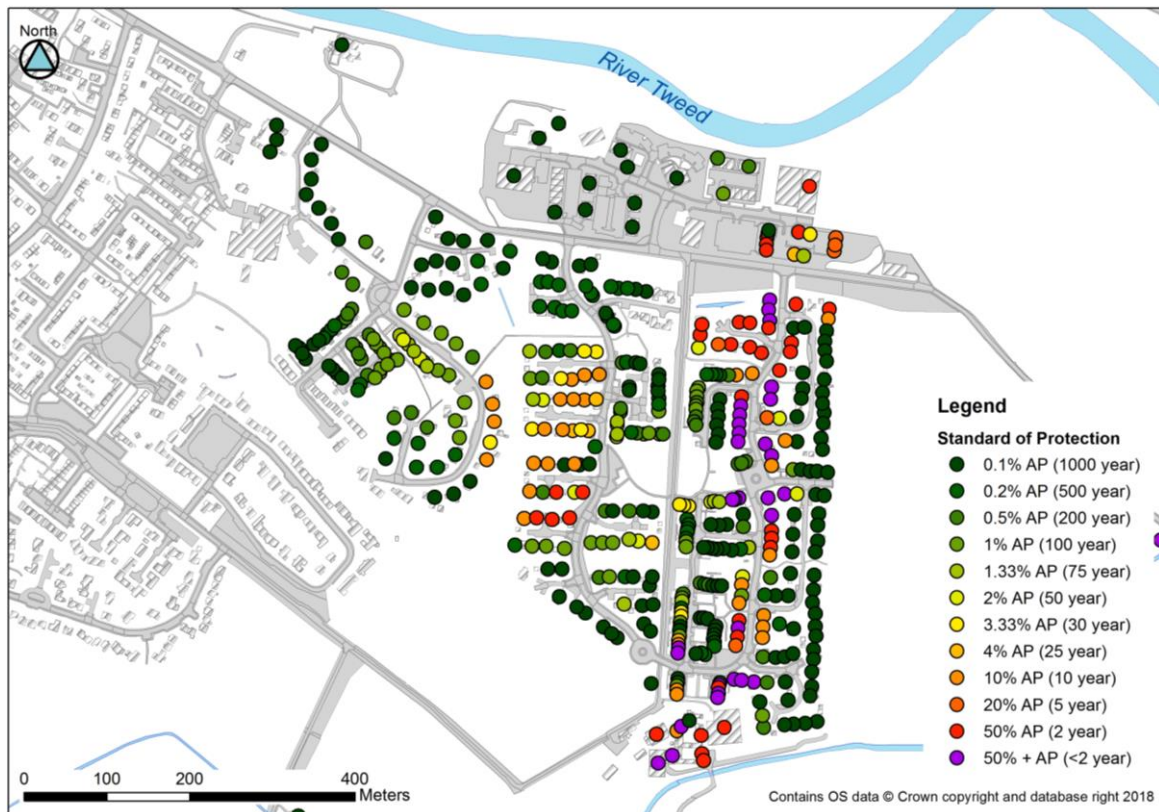 North
River Tweed
Legend
Standard of Protection
0.1% AP (1000 year)
0.2% AP (500 year)
0.5% AP (200 year)
1% AP (100 year)
1.33% AP (75 year)
2% AP (50 year)
3.33% AP (30 year)
4% AP (25 year)
10% AP (10 year)
20% AP (5 year)
50% AP (2 year)
50% + AP (<2 year)
0 100 200 400
Meters
Contains OS data © Crown copyright and database right 2018